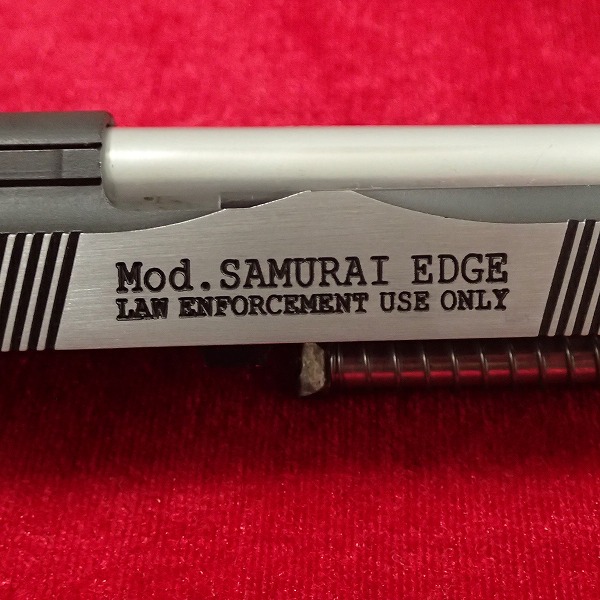 Mod. SAMURAI EDGE
LAW ENFORCEMENT USE ONLY